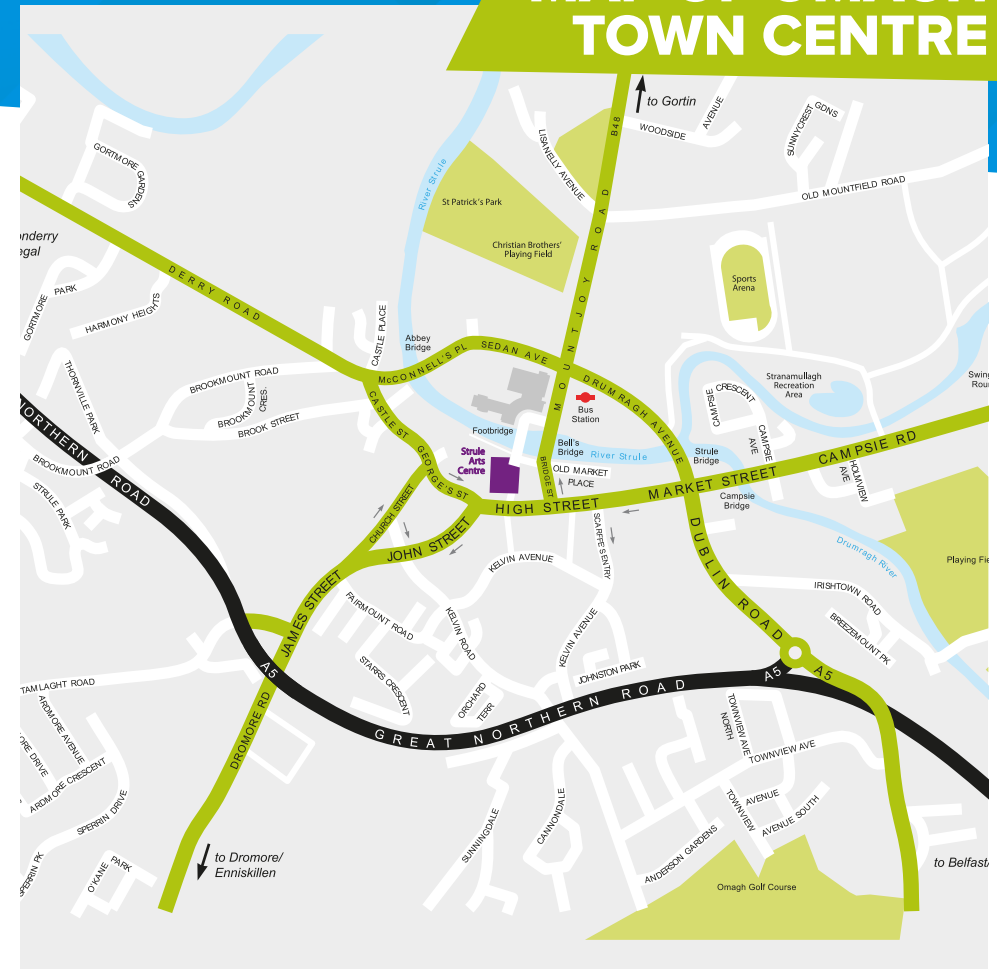 MAP OF OMAGH
TOWN CENTRE
to Gortin
B48
WOODSIDE
AVENUE
SUNNYCREST
GDNS
LISANELLY AVENUE
OLD MOUNTFIELD ROAD
GORTMORE GARDENS
River Strule
St Patrick's Park
Christian Brothers'
Playing Field
Sports
Arena
DERRY ROAD
GORTMORE PARK
HARMONY HEIGHTS
CASTLE PLACE
Abbey
Bridge
McCONNELL'S PL
SEDAN AVE
MOUNTJOY ROAD
DRUMRAGH AVENUE
Bus
Station
Stranamullagh
Recreation
Area
CAMPSIE
CRESCENT
CAMPSIE
AVE
THORNVILLE PARK
BROOKMOUNT ROAD
BROOKMOUNT
CRES.
BROOK STREET
CASTLE ST
GEORGE'S ST
Footbridge
Strule
Arts
Centre
Bell's
Bridge
River Strule
Strule
Bridge
BRIDGE ST
OLD MARKET
PLACE
HIGH STREET
MARKET STREET
CAMPSIE RD
HOLMVIEW
AVE
Campsie
Bridge
Drumragh River
NORTHERN
ROAD
BROOKMOUNT ROAD
STRULE PARK
CHURCH STREET
JOHN STREET
SCARFFE'S ENTRY
KELVIN AVENUE
DUBLIN ROAD
IRISHTOWN ROAD
BREEZEMOUNT PK
JAMES STREET
FAIRMOUNT ROAD
KELVIN ROAD
KELVIN AVENUE
STARRS CRESCENT
ORCHARD
TERR
JOHNSTON PARK
A5
A5
A5
GREAT NORTHERN ROAD
TAMLAGHT ROAD
DROMORE RD
ARDMORE AVENUE
ARDMORE CRESCENT
SPERRIN DRIVE
O'KANE PARK
to Dromore/
Enniskillen
SUNNINGDALE
CANNONDALE
TOWNVIEW AVE
NORTH
TOWNVIEW AVE
TOWNVIEW
AVENUE
AVENUE SOUTH
ANDERSON GARDENS
Omagh Golf Course
to Belfast